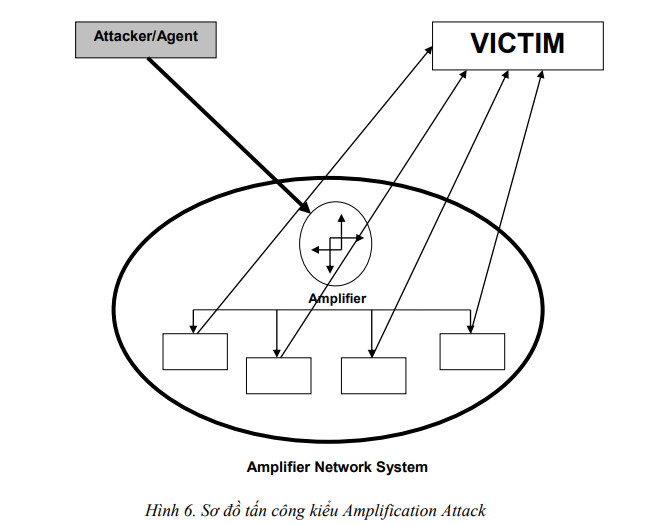 Attacker/Agent
VICTIM
Amplifier
Amplifier Network System
Hình 6. Sơ đồ tấn công kiểu Amplification Attack